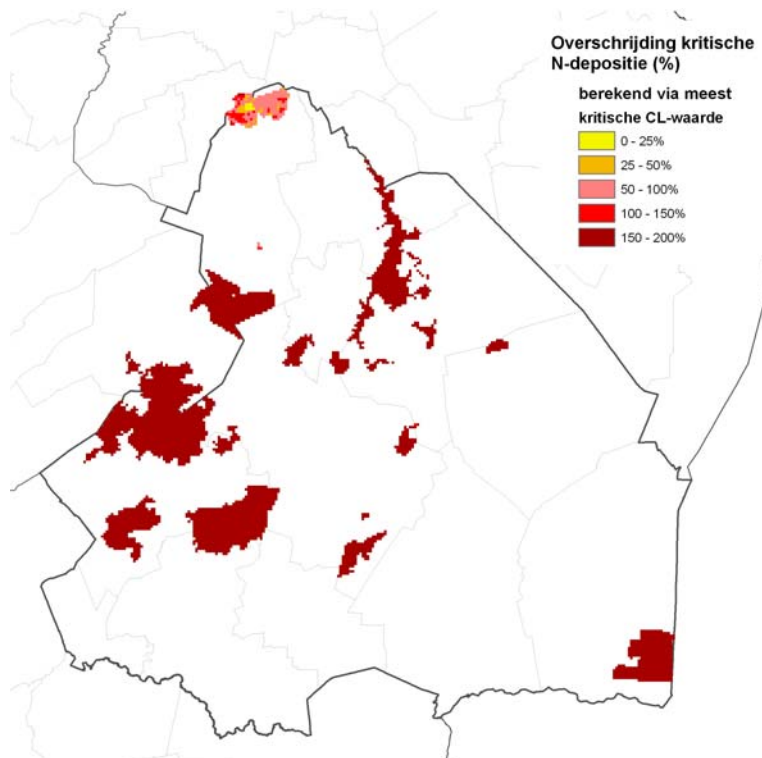 Overschrijding kritische
N-depositie (%)
berekend via meest
kritische CL-waarde
0 - 25%
25 - 50%
50 - 100%
100 - 150%
150 - 200%